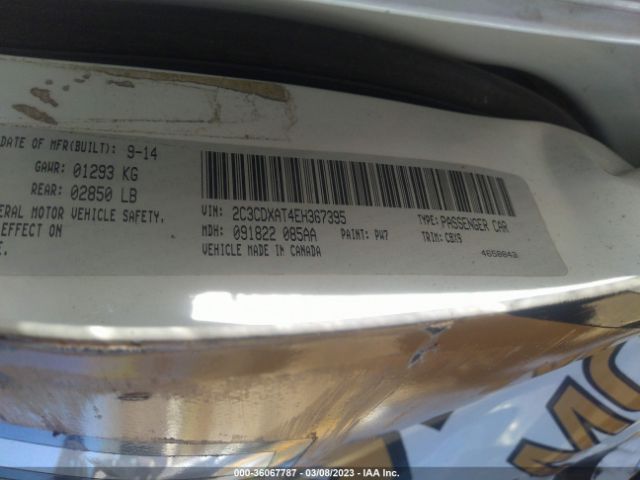 DATE OF MFR(BUILT): 9-14
GAWR: 01293 KG
REAR: 02850 LB
ERAL MOTOR VEHICLE SAFETY.
EFFECT ON
E.
VIN: 2C3CDXAT4EH367395
TYPE: PASSENGER CAR
MDH: 091822 085AA
PAINT: PW7
TRIM: CBX9
VEHICLE MADE IN CANADA
4658843
MO
000-36067787 - 03/08/2023 - IAA Inc.